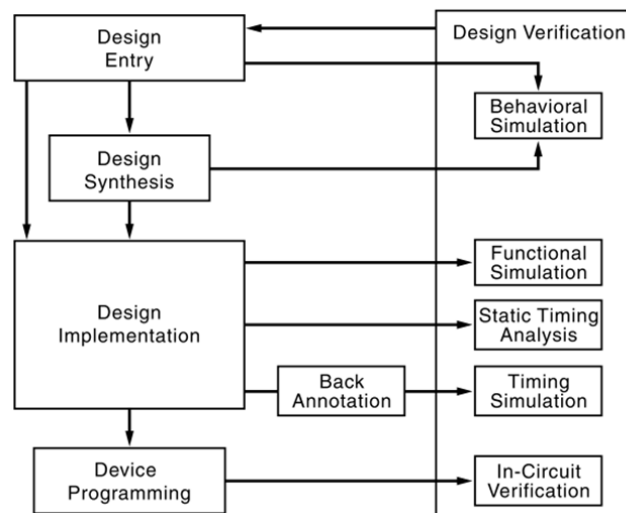 Design
Entry
Design Verification
Behavioral
Simulation
Design
Synthesis
Functional
Simulation
Design
Implementation
Static Timing
Analysis
Back
Annotation
Timing
Simulation
Device
Programming
In-Circuit
Verification